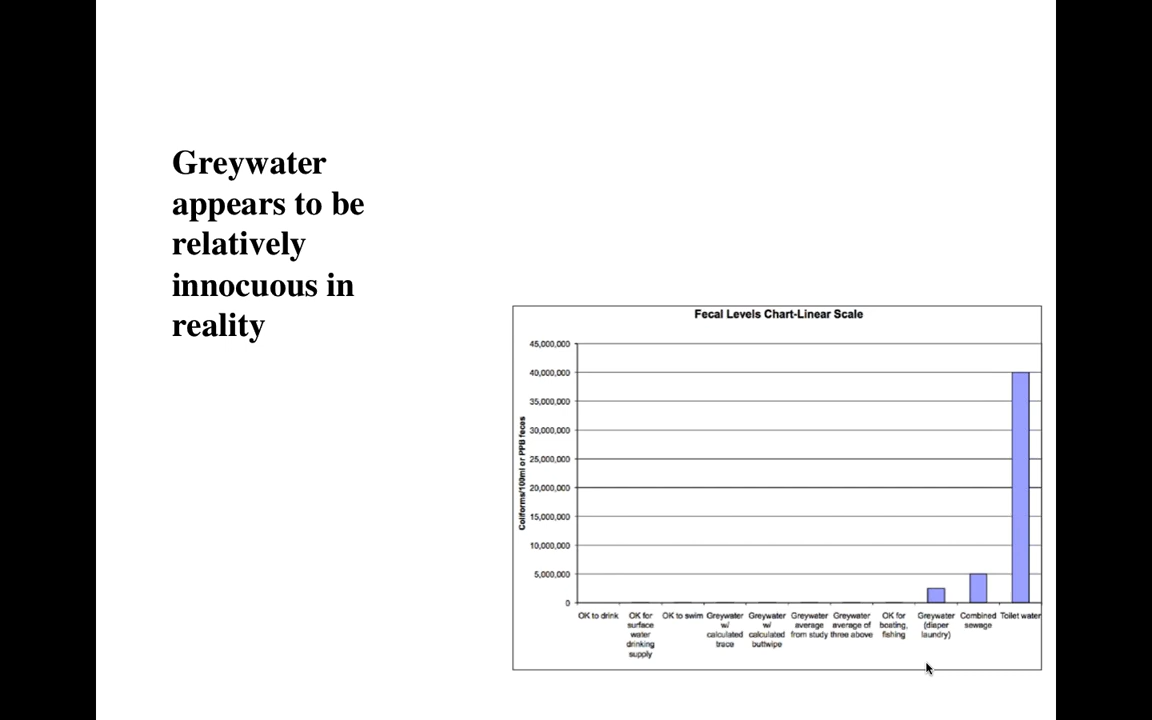 Greywater
appears to be
relatively
innocuous in
reality
Fecal Levels Chart-Linear Scale
Coliforms/100ml or PPB feces
45,000,000
40,000,000
35,000,000
30,000,000
25,000,000
20,000,000
15,000,000
10,000,000
5,000,000
0
OK to drink
OK for
surface
water
drinking
supply
OK to swim
Greywater
w/
calculated
trace
Greywater
w/
calculated
buttwipe
Greywater
average
from study
Greywater
average of
three above
OK for
boating,
fishing
Greywater
(diaper
laundry)
Combined
sewage
Toilet water